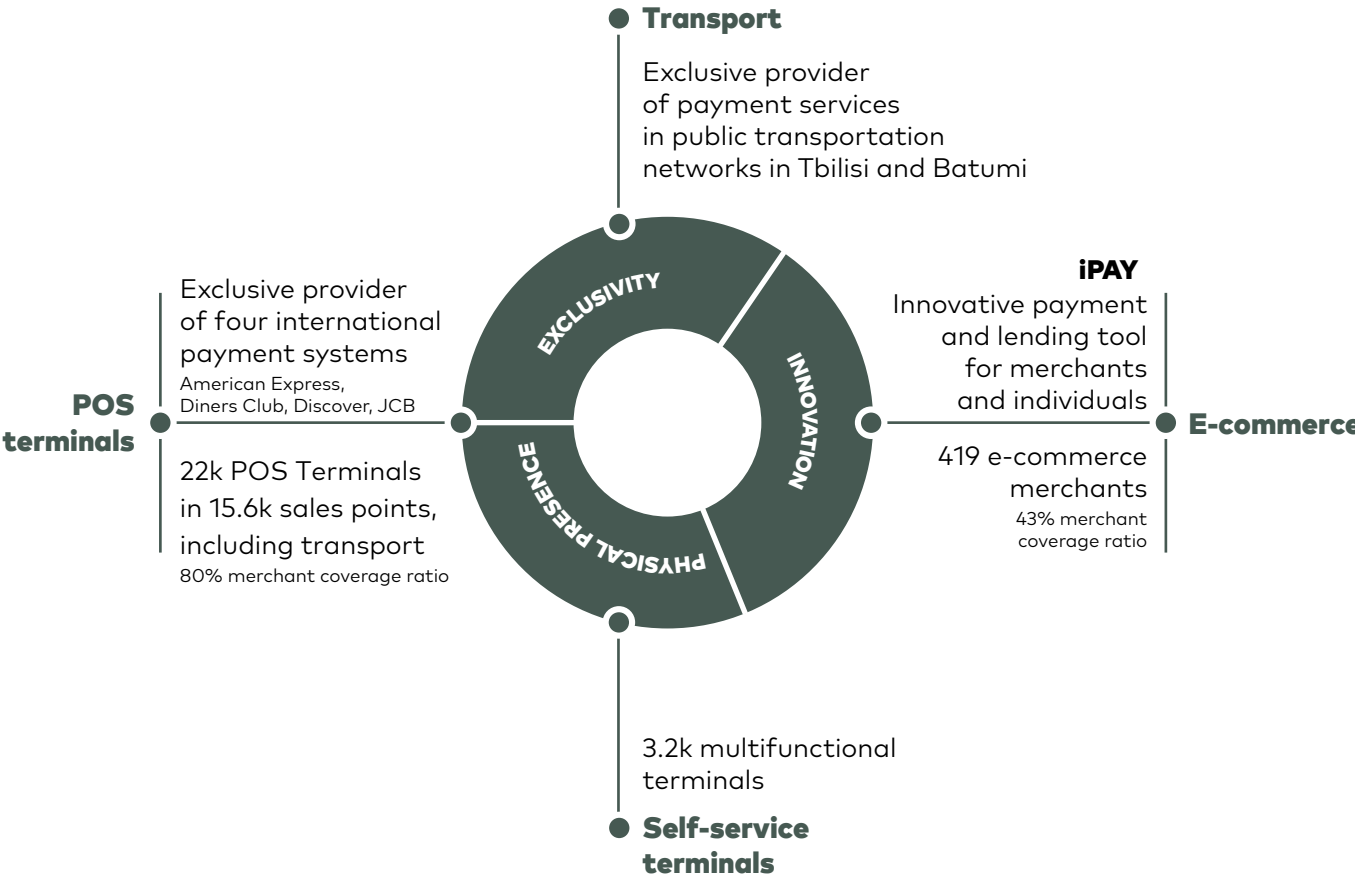 Transport
Exclusive provider
of payment services
in public transportation
networks in Tbilisi and Batumi
POS
terminals
Exclusive provider
of four international
payment systems
American Express,
Diners Club, Discover, JCB
22k POS Terminals
in 15.6k sales points,
including transport
80% merchant coverage ratio
EXCLUSIVITY
INNOVATION
PHYSICAL PRESENCE
iPAY
Innovative payment
and lending tool
for merchants
and individuals
419 e-commerce
merchants
43% merchant
coverage ratio
E-commerce
3.2k multifunctional
terminals
Self-service
terminals